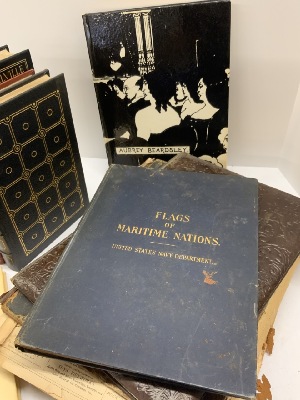 AUBREY BEARDSLEY
FLAGS
OF
MARITIME NATIONS.
UNITED STATES NAVY DEPARTMENT.